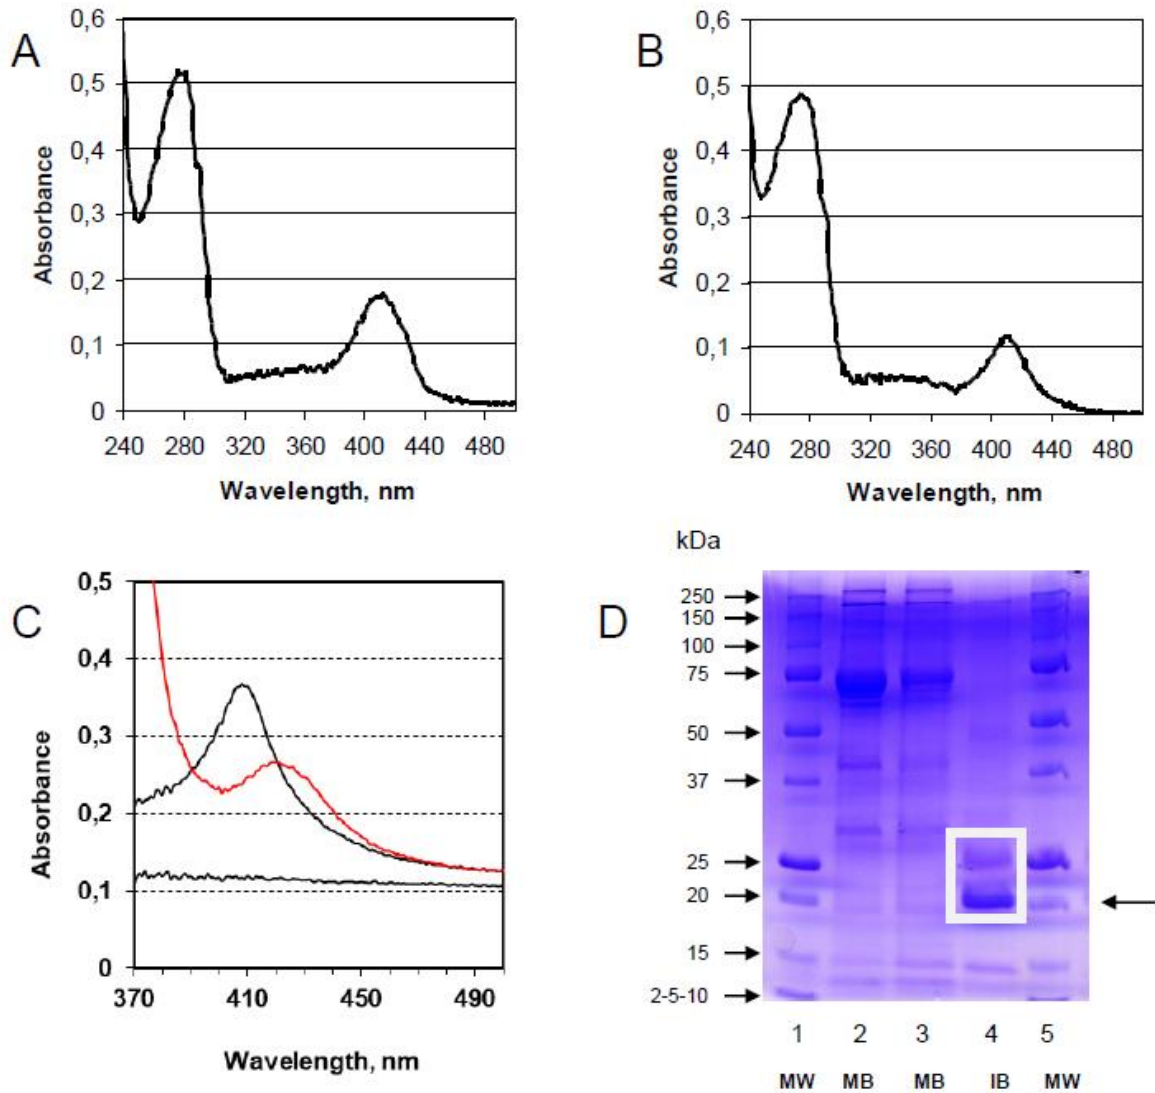 A
0,6
0,5
0,4
0,3
0,2
0,1
0
Absorbance
240 280 320 360 400 440 480
Wavelength, nm
B
0,6
0,5
0,4
0,3
0,2
0,1
0
Absorbance
240 280 320 360 400 440 480
Wavelength, nm
C
0,5
0,4
0,3
0,2
0,1
0
Absorbance
370 410 450 490
Wavelength, nm
D
kDa
250
150
100
75
50
37
25
20
15
2-5-10
1 2 3 4 5
MW MB MB IB MW